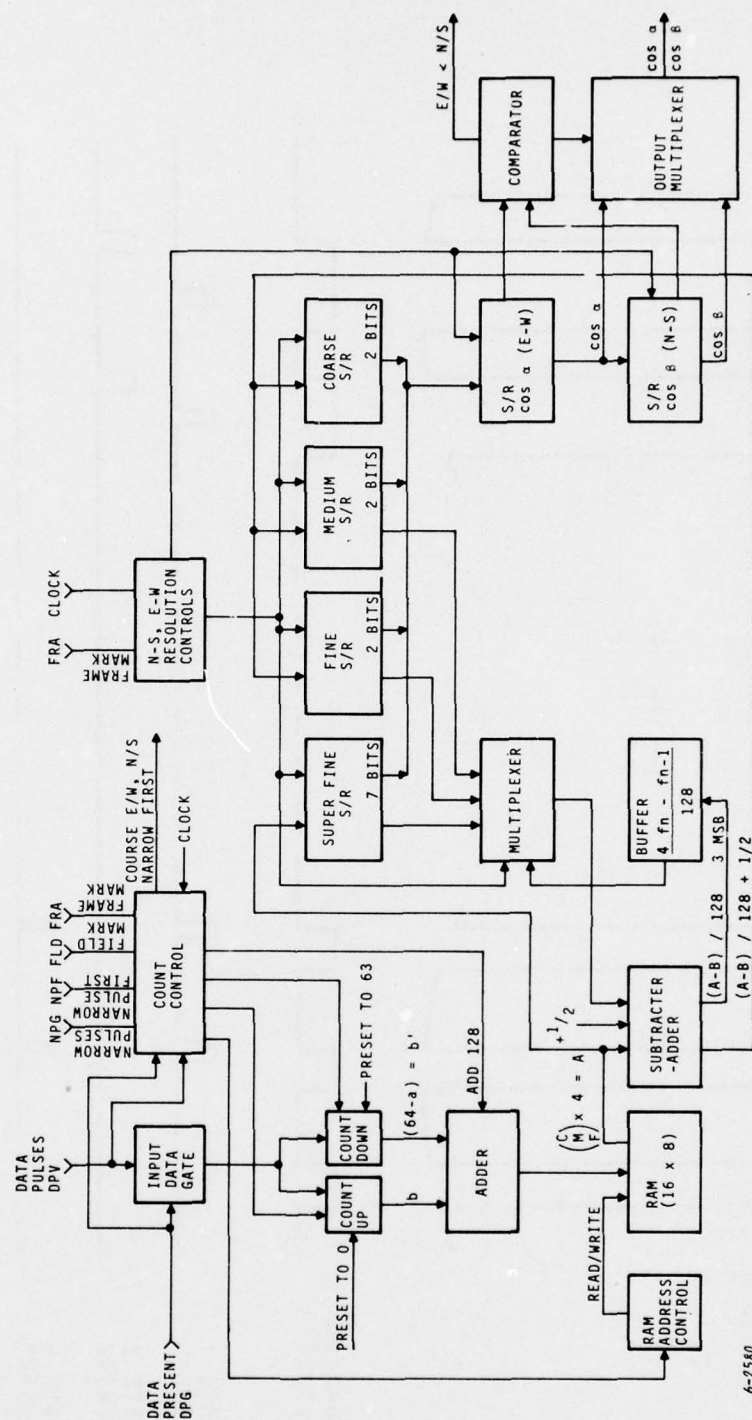 DATA
PRESENT
DPG
DATA
PULSES
DPV
INPUT
DATA
GATE
NPG NPF FLD FRA
NARROW
PULSES
NARROW
PULSE
FIRST
FIELD
MARK
FRAME
MARK
COUNT
CONTROL
COURSE E/W, N/S
NARROW FIRST
CLOCK
FRA CLOCK
FRAME
MARK
N-S, E-W
RESOLUTION
CONTROLS
PRESET TO 0
COUNT
UP
COUNT
DOWN
PRESET TO 63
b
(64-a) = b'
ADD 128
ADDER
RAM
ADDRESS
CONTROL
READ/WRITE
RAM
(16 x 8)
(C
M
F) x 4 = A
+1/2
SUBTRACTER
-ADDER
(A-B) / 128 3 MSB
(A-B) / 128 + 1/2
BUFFER
4 fn - fn-1
128
MULTIPLEXER
SUPER FINE
S/R
7 BITS
FINE
S/R
2 BITS
MEDIUM
S/R
2 BITS
COARSE
S/R
2 BITS
S/R
cos α (E-W)
cos α
S/R
cos β (N-S)
cos β
COMPARATOR
E/W < N/S
OUTPUT
MULTIPLEXER
cos α
cos β
6-2580